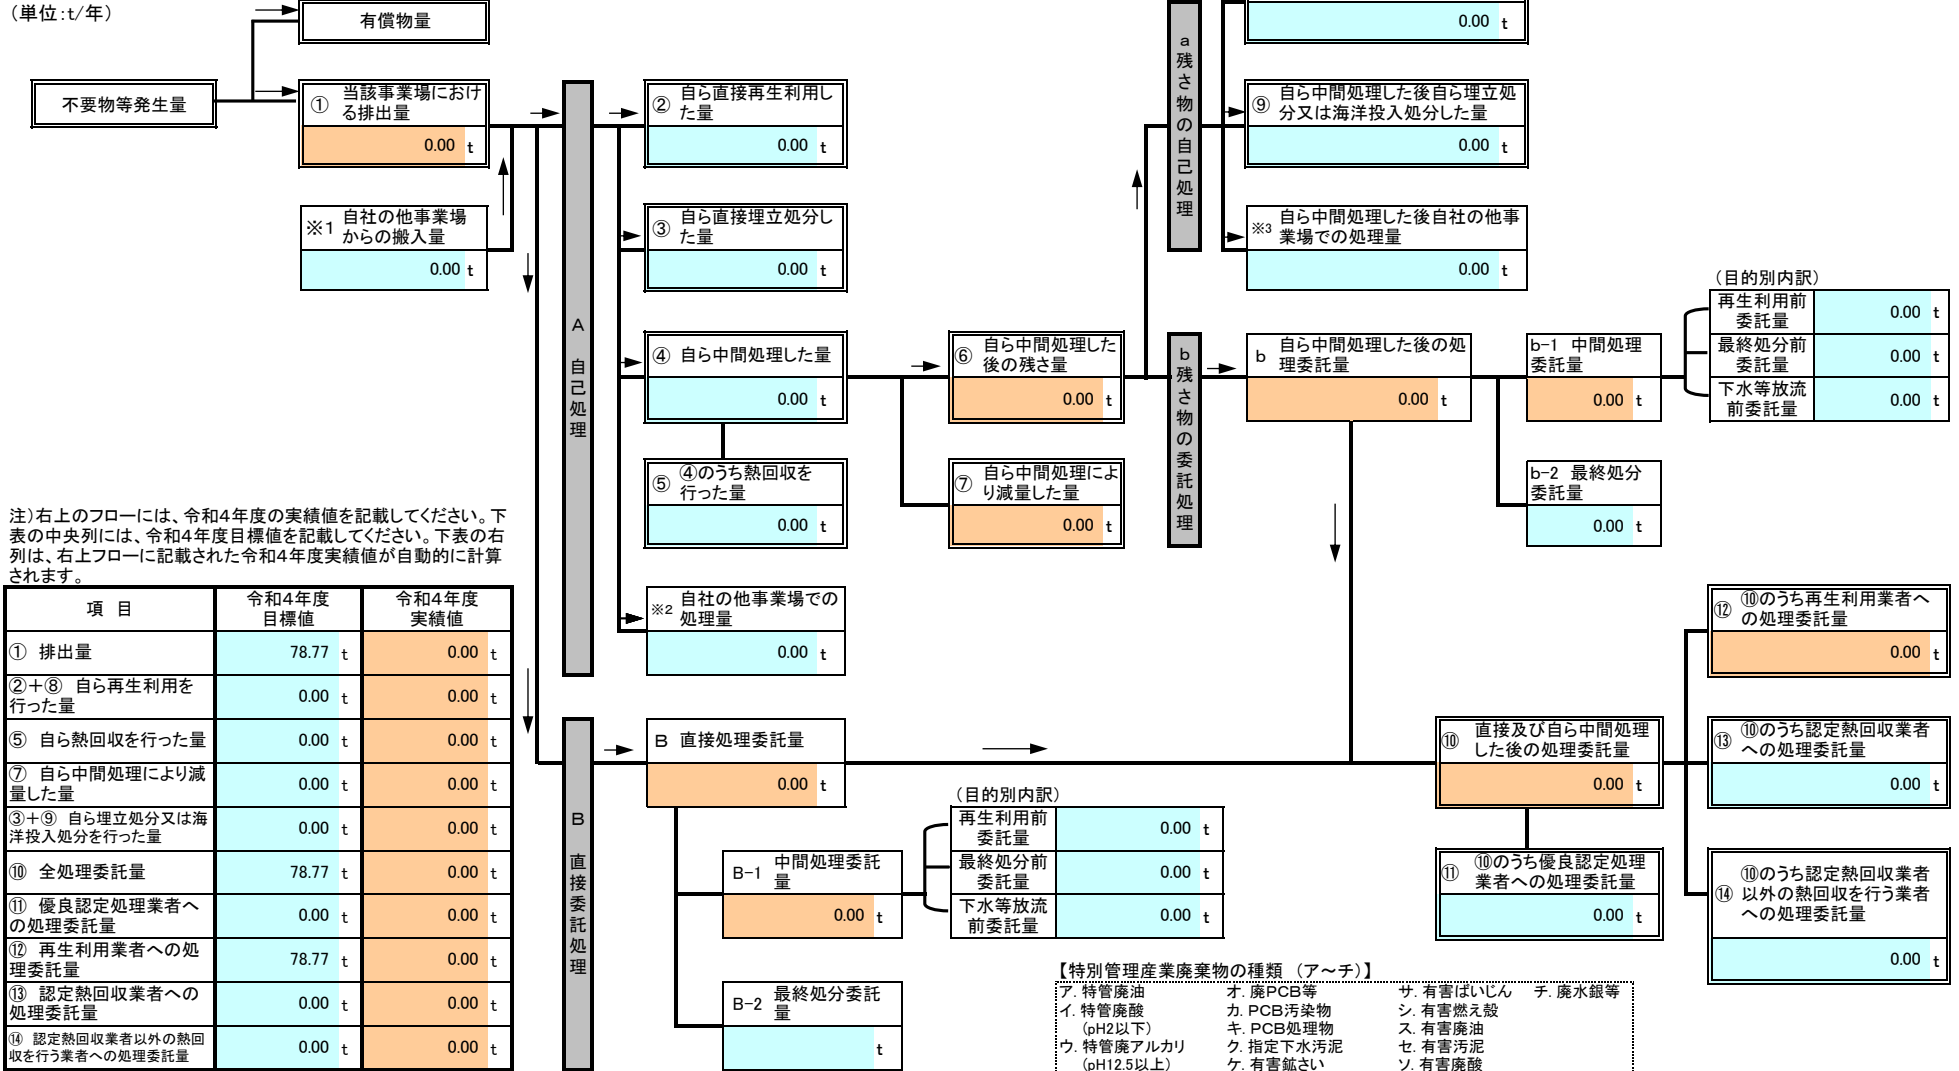 （単位：t/年）
有償物量
不要物等発生量
① 当該事業場におけ
る排出量
0.00 t
※1 自社の他事業場
からの搬入量
0.00 t
A 自己処理
② 自ら直接再生利用し
た量
0.00 t
③ 自ら直接埋立処分し
た量
0.00 t
④ 自ら中間処理した量
0.00 t
⑤ ④のうち熱回収を
行った量
0.00 t
※2 自社の他事業場での
処理量
0.00 t
⑥ 自ら中間処理した
後の残さ量
0.00 t
⑦ 自ら中間処理によ
り減量した量
0.00 t
a 残さ物の自己処理
0.00 t
⑨ 自ら中間処理した後自ら埋立処
分又は海洋投入処分した量
0.00 t
※3 自ら中間処理した後自社の他事
業場での処理量
0.00 t
b 残さ物の委託処理
b 自ら中間処理した後の処
理委託量
0.00 t
b-1 中間処理
委託量
0.00 t
b-2 最終処分
委託量
0.00 t
（目的別内訳）
再生利用前
委託量
0.00 t
最終処分前
委託量
0.00 t
下水等放流
前委託量
0.00 t
注）右上のフローには、令和4年度の実績値を記載してください。下
表の中央列には、令和4年度目標値を記載してください。下表の右
列は、右上フローに記載された令和4年度実績値が自動的に計算
されます。
項 目 令和4年度
目標値 令和4年度
実績値
① 排出量 78.77 t 0.00 t
②＋⑧ 自ら再生利用を
行った量 0.00 t 0.00 t
⑤ 自ら熱回収を行った量 0.00 t 0.00 t
⑦ 自ら中間処理により減
量した量 0.00 t 0.00 t
③＋⑨ 自ら埋立処分又は海
洋投入処分を行った量 0.00 t 0.00 t
⑩ 全処理委託量 78.77 t 0.00 t
⑪ 優良認定処理業者へ
の処理委託量 0.00 t 0.00 t
⑫ 再生利用業者への処
理委託量 78.77 t 0.00 t
⑬ 認定熱回収業者への
処理委託量 0.00 t 0.00 t
⑭ 認定熱回収業者以外の熱回
収を行う業者への処理委託量 0.00 t 0.00 t
B 直接委託処理
B 直接処理委託量
0.00 t
B-1 中間処理委託
量
0.00 t
B-2 最終処分委託
量
t
（目的別内訳）
再生利用前
委託量
0.00 t
最終処分前
委託量
0.00 t
下水等放流
前委託量
0.00 t
⑩ 直接及び自ら中間処理
した後の処理委託量
0.00 t
⑪ ⑩のうち優良認定処理
業者への処理委託量
0.00 t
⑫ ⑩のうち再生利用業者へ
の処理委託量
0.00 t
⑬ ⑩のうち認定熱回収業者
への処理委託量
0.00 t
⑭ ⑩のうち認定熱回収業者
以外の熱回収を行う業者
への処理委託量
0.00 t
【特別管理産業廃棄物の種類 （ア～チ）】
ア. 特管廃油 オ. 廃PCB等 サ. 有害ばいじん チ. 廃水銀等
イ. 特管廃酸 カ. PCB汚染物 シ. 有害燃え殻
（pH2以下） キ. PCB処理物 ス. 有害廃油
ウ. 特管廃アルカリ ク. 指定下水汚泥 セ. 有害汚泥
（pH12.5以上） ケ. 有害鉱さい ソ. 有害廃酸